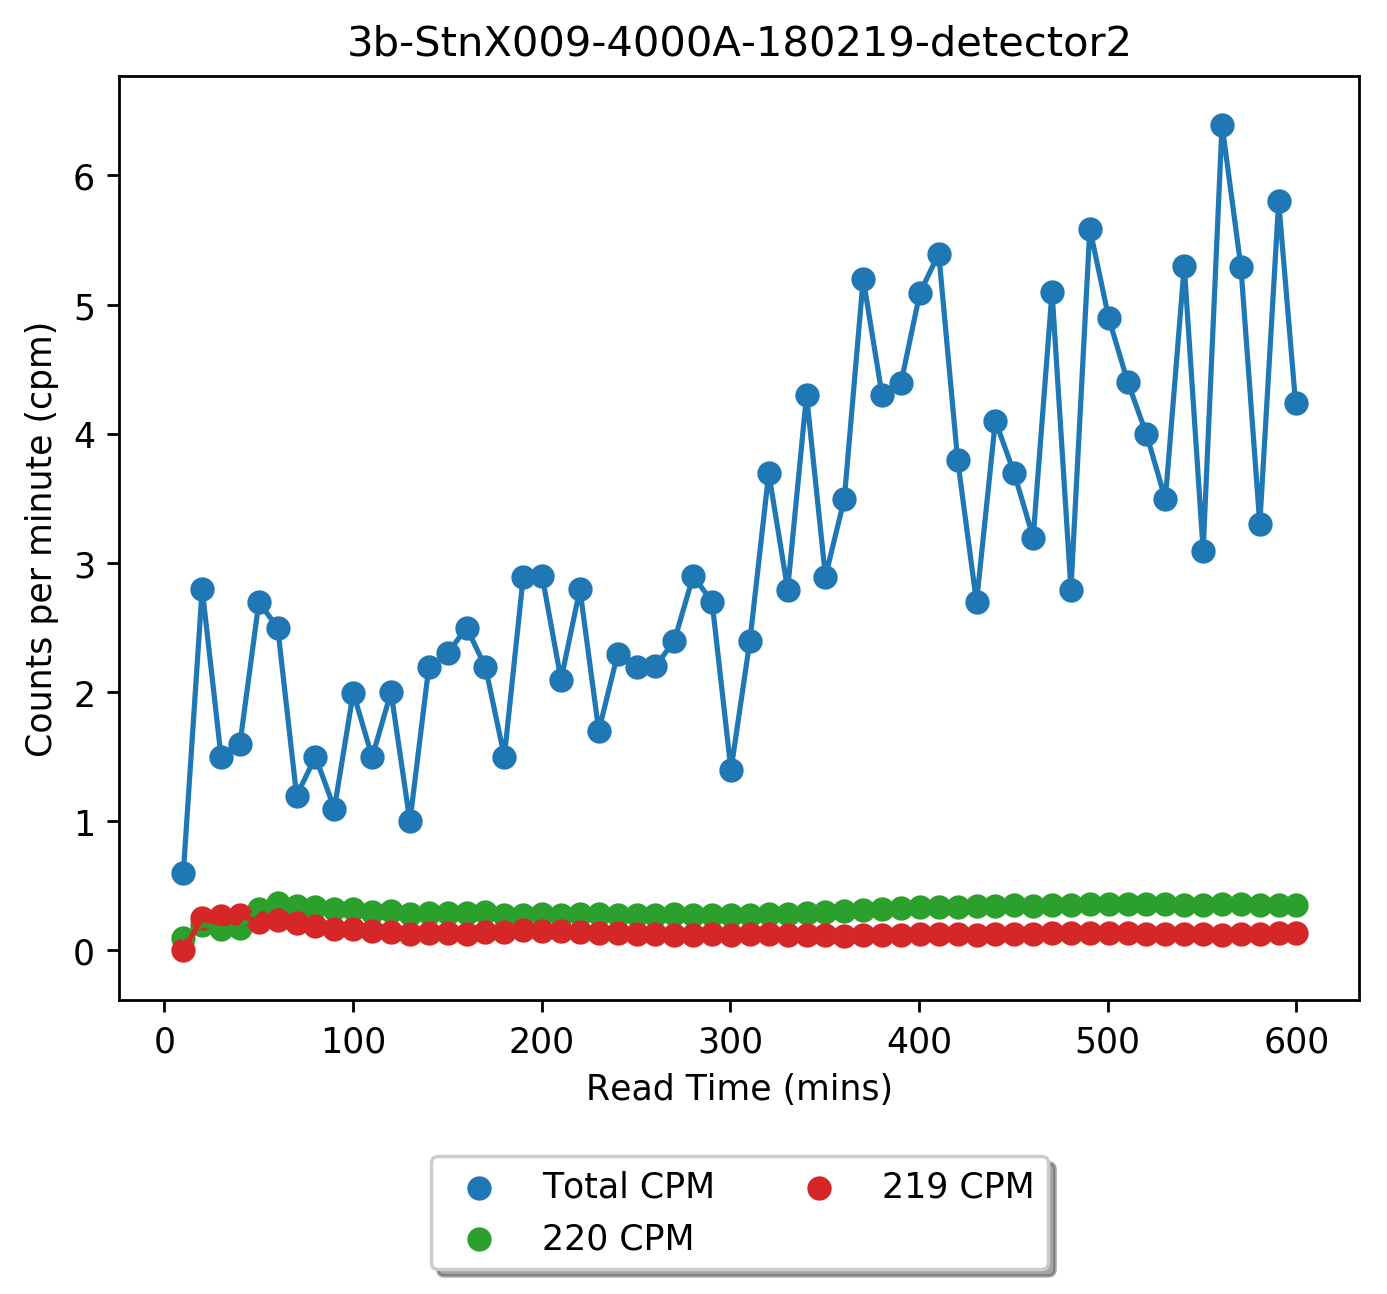 3b-StnX009-4000A-180219-detector2
Counts per minute (cpm)
6
5
4
3
2
1
0
0 100 200 300 400 500 600
Read Time (mins)
Total CPM 219 CPM
220 CPM